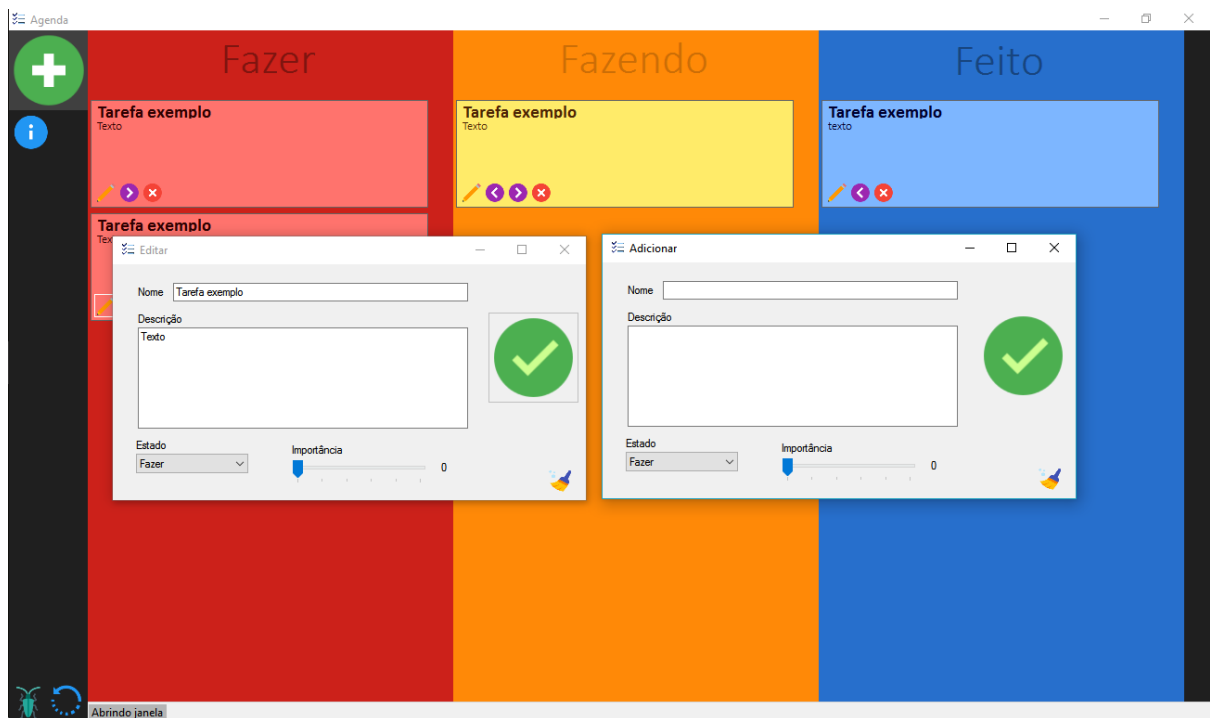 Agenda
Fazer
Fazendo
Feito
Tarefa exemplo
Texto
Tarefa exemplo
Texto
Tarefa exemplo
texto
Tarefa exemplo
Tex
Editar
Nome
Tarefa exemplo
Descrição
Texto
Estado
Fazer
Importância
0
Adicionar
Nome
Descrição
Estado
Fazer
Importância
0
Abrindo janela